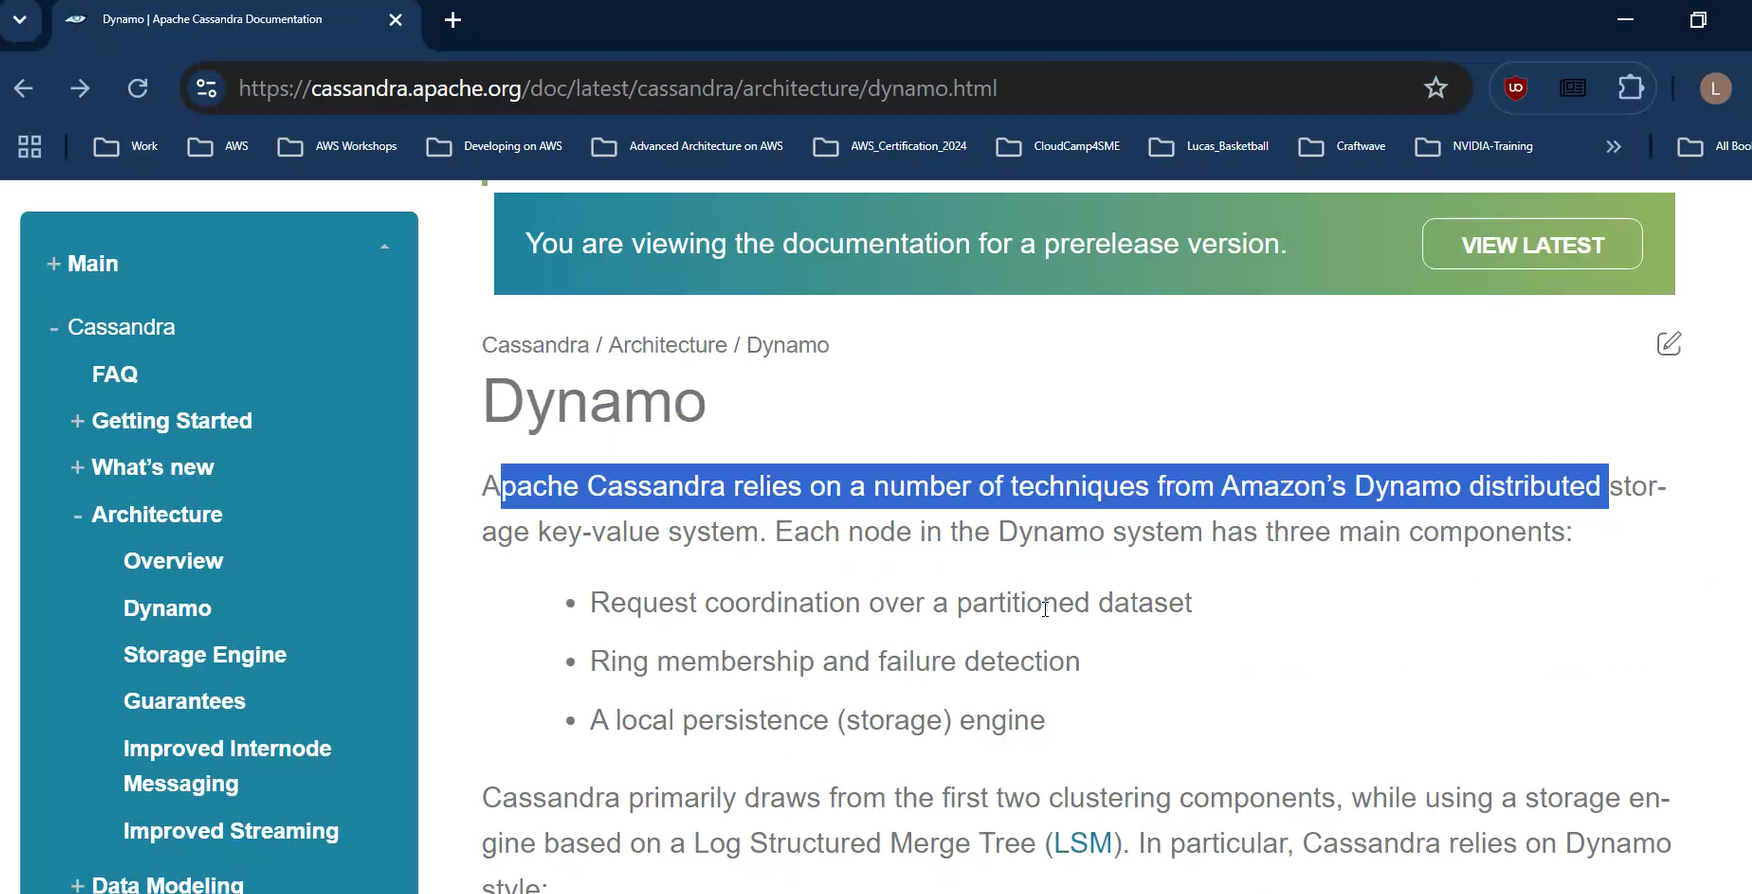 Dynamo | Apache Cassandra Documentation
https://cassandra.apache.org/doc/latest/cassandra/architecture/dynamo.html
L
Work
AWS
AWS Workshops
Developing on AWS
Advanced Architecture on AWS
AWS_Certification_2024
CloudCamp4SME
Lucas_Basketball
Craftwave
NVIDIA-Training
All Boo
You are viewing the documentation for a prerelease version.
VIEW LATEST
+ Main
- Cassandra
FAQ
+ Getting Started
+ What’s new
- Architecture
Overview
Dynamo
Storage Engine
Guarantees
Improved Internode
Messaging
Improved Streaming
+ Data Modeling
Cassandra / Architecture / Dynamo
Dynamo
Apache Cassandra relies on a number of techniques from Amazon’s Dynamo distributed stor-
age key-value system. Each node in the Dynamo system has three main components:
• Request coordination over a partitioned dataset
• Ring membership and failure detection
• A local persistence (storage) engine
Cassandra primarily draws from the first two clustering components, while using a storage en-
gine based on a Log Structured Merge Tree (LSM). In particular, Cassandra relies on Dynamo
style: